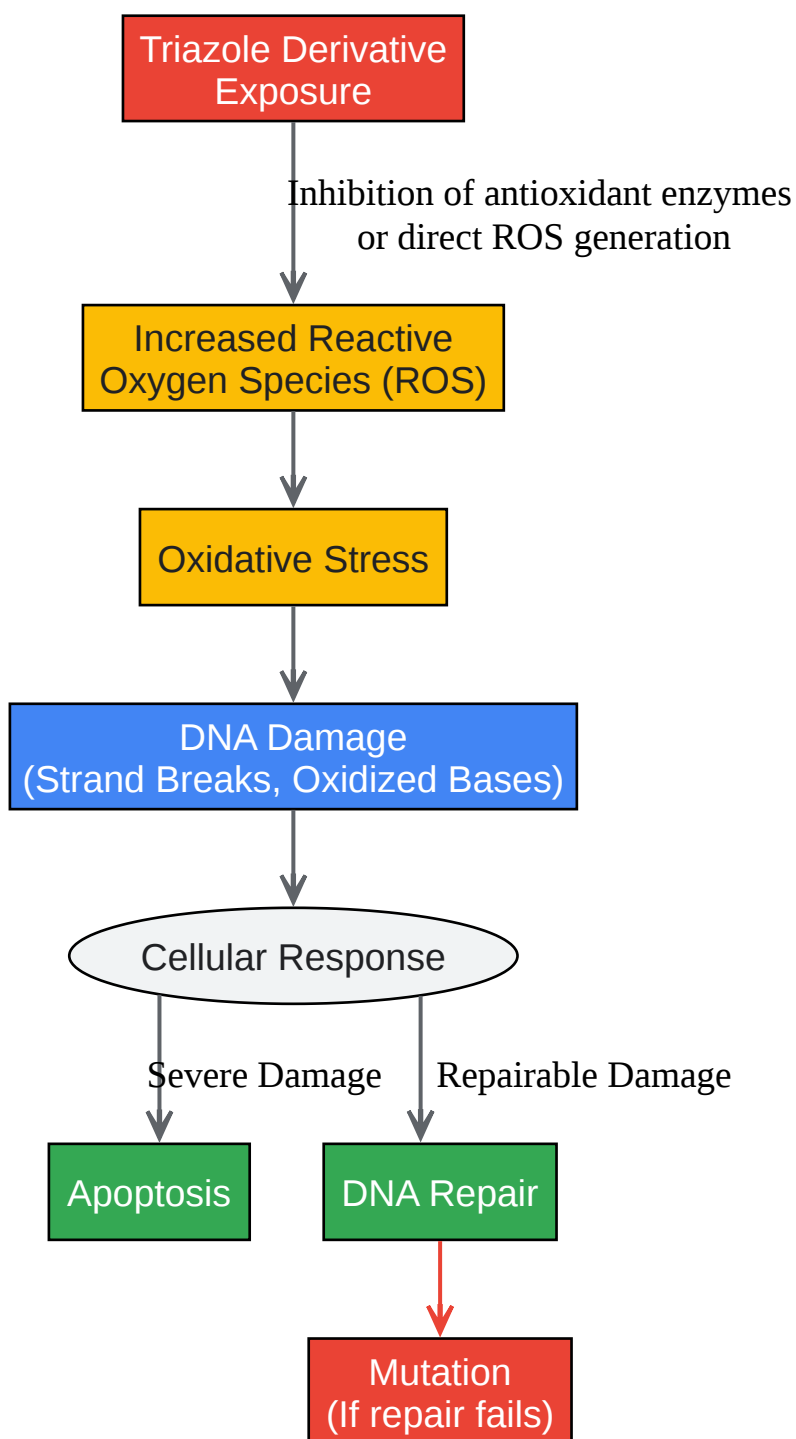 Triazole Derivative
Exposure
Inhibition of antioxidant enzymes
or direct ROS generation
Increased Reactive
Oxygen Species (ROS)
Oxidative Stress
DNA Damage
(Strand Breaks, Oxidized Bases)
Cellular Response
Severe Damage
Repairable Damage
Apoptosis
DNA Repair
Mutation
(If repair fails)